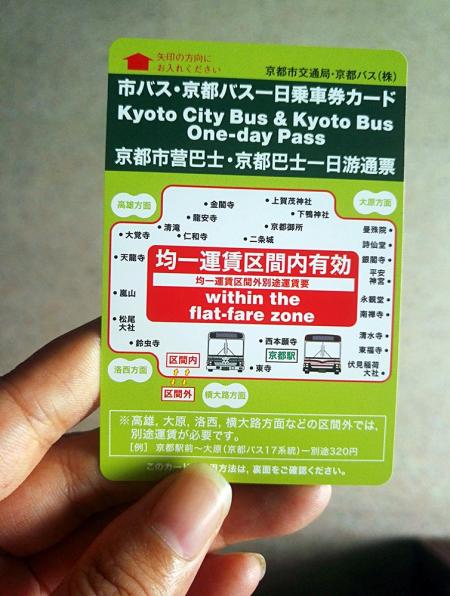 矢印の方向に
お入れください
京都市交通局・京都バス(株)
市バス・京都バス一日乗車券カード
Kyoto City Bus & Kyoto Bus
One-day Pass
京都市营巴士・京都巴士一日游通票
高雄方面
大原方面
・金閣寺
・上賀茂神社
・龍安寺
・下鴨神社
・清滝
・京都御所
・大覚寺
・仁和寺
・二条城
曼殊院・
詩仙堂・
銀閣寺・
平安
神宮・
永観堂・
南禅寺・
清水寺・
東福寺・
伏見稲荷
大社・
・天龍寺
・嵐山
・松尾
大社
・鈴虫寺
均一運賃区間内有効
均一運賃区間外別途運賃要
within the
flat-fare zone
・西本願寺
京都駅
・東寺
区間内
区間外
洛西方面
横大路方面
※高雄,大原,洛西,横大路方面などの区間外では,
別途運賃が必要です。
[例] 京都駅前~大原(京都バス17系統)―別途320円
このカード 用方法は,裏面をご確認ください。